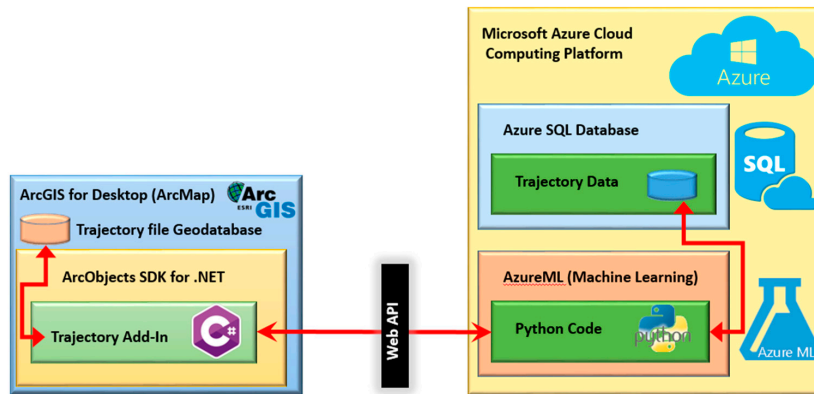 Microsoft Azure Cloud
Computing Platform
Azure
Azure SQL Database
Trajectory Data
SQL
ArcGIS for Desktop (ArcMap)
Arc
ESRI GIS
Trajectory file Geodatabase
ArcObjects SDK for .NET
Trajectory Add-In
C#
Web API
AzureML (Machine Learning)
Python Code
python
Azure ML